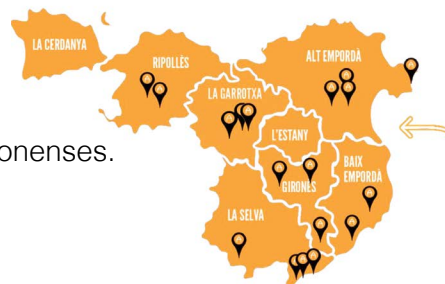 LA CERDANYA
RIPOLLÈS
ALT EMPORDÀ
LA GARROTXA
L'ESTANY
onenses.
GIRONÈS
BAIX
EMPORDÀ
LA SELVA